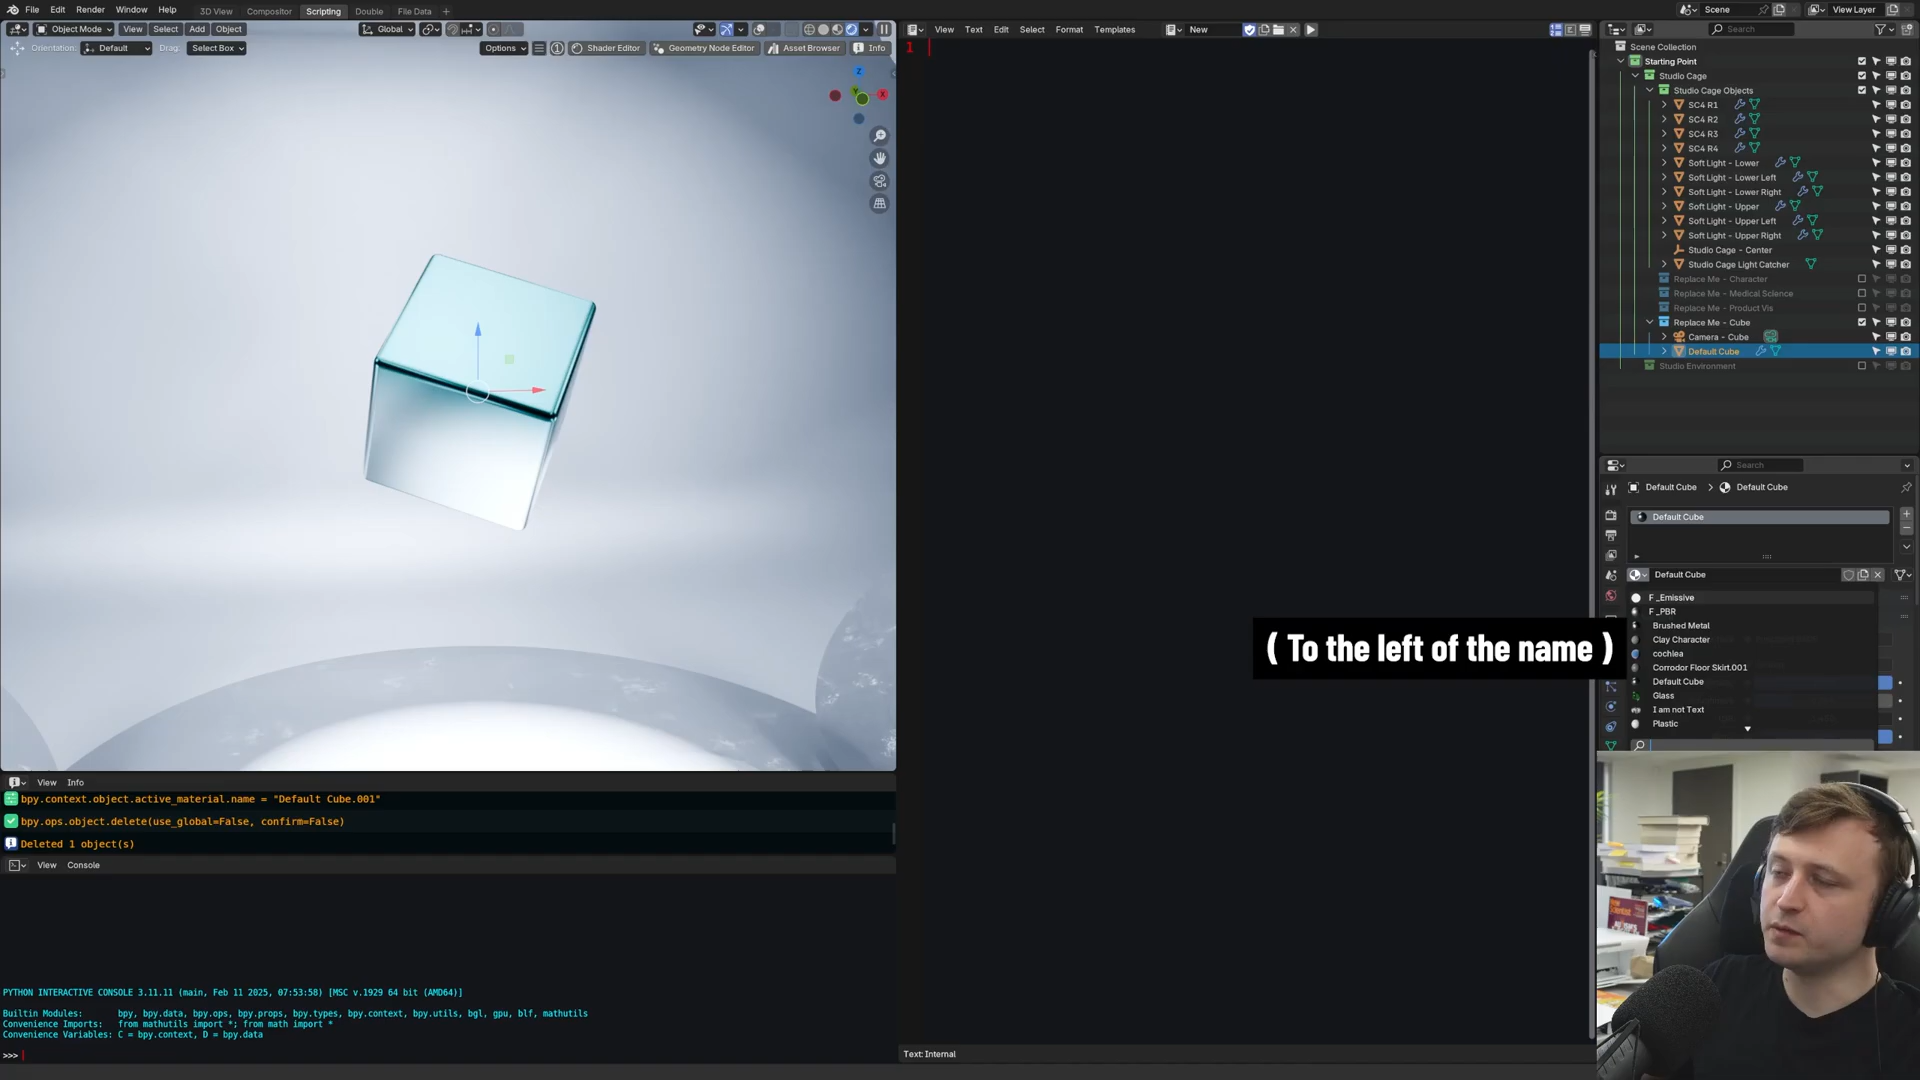 File Edit Render Window Help 3D View Compositor Scripting Double File Data +
Scene View Layer
Object Mode View Select Add Object Global
Orientation: Default Drag: Select Box Options Shader Editor Geometry Node Editor Asset Browser Info
Z
X
Y
View Text Edit Select Format Templates New
1
Search
Scene Collection
Starting Point
Studio Cage
Studio Cage Objects
SC4 R1
SC4 R2
SC4 R3
SC4 R4
Soft Light - Lower
Soft Light - Lower Left
Soft Light - Lower Right
Soft Light - Upper
Soft Light - Upper Left
Soft Light - Upper Right
Studio Cage - Center
Studio Cage Light Catcher
Replace Me - Character
Replace Me - Medical Science
Replace Me - Product Vis
Replace Me - Cube
Camera - Cube
Default Cube
Studio Environment
Search
Default Cube > Default Cube
Default Cube
Default Cube
F _Emissive
F _PBR
Brushed Metal
Clay Character
cochlea
Corrodor Floor Skirt.001
Default Cube
Glass
I am not Text
Plastic
( To the left of the name )
View Info
bpy.context.object.active_material.name = "Default Cube.001"
bpy.ops.object.delete(use_global=False, confirm=False)
Deleted 1 object(s)
View Console
PYTHON INTERACTIVE CONSOLE 3.11.11 (main, Feb 11 2025, 07:53:58) [MSC v.1929 64 bit (AMD64)]
Builtin Modules: bpy, bpy.data, bpy.ops, bpy.props, bpy.types, bpy.context, bpy.utils, bgl, gpu, blf, mathutils
Convenience Imports: from mathutils import *; from math import *
Convenience Variables: C = bpy.context, D = bpy.data
>>>
Text: Internal
New
Scientist